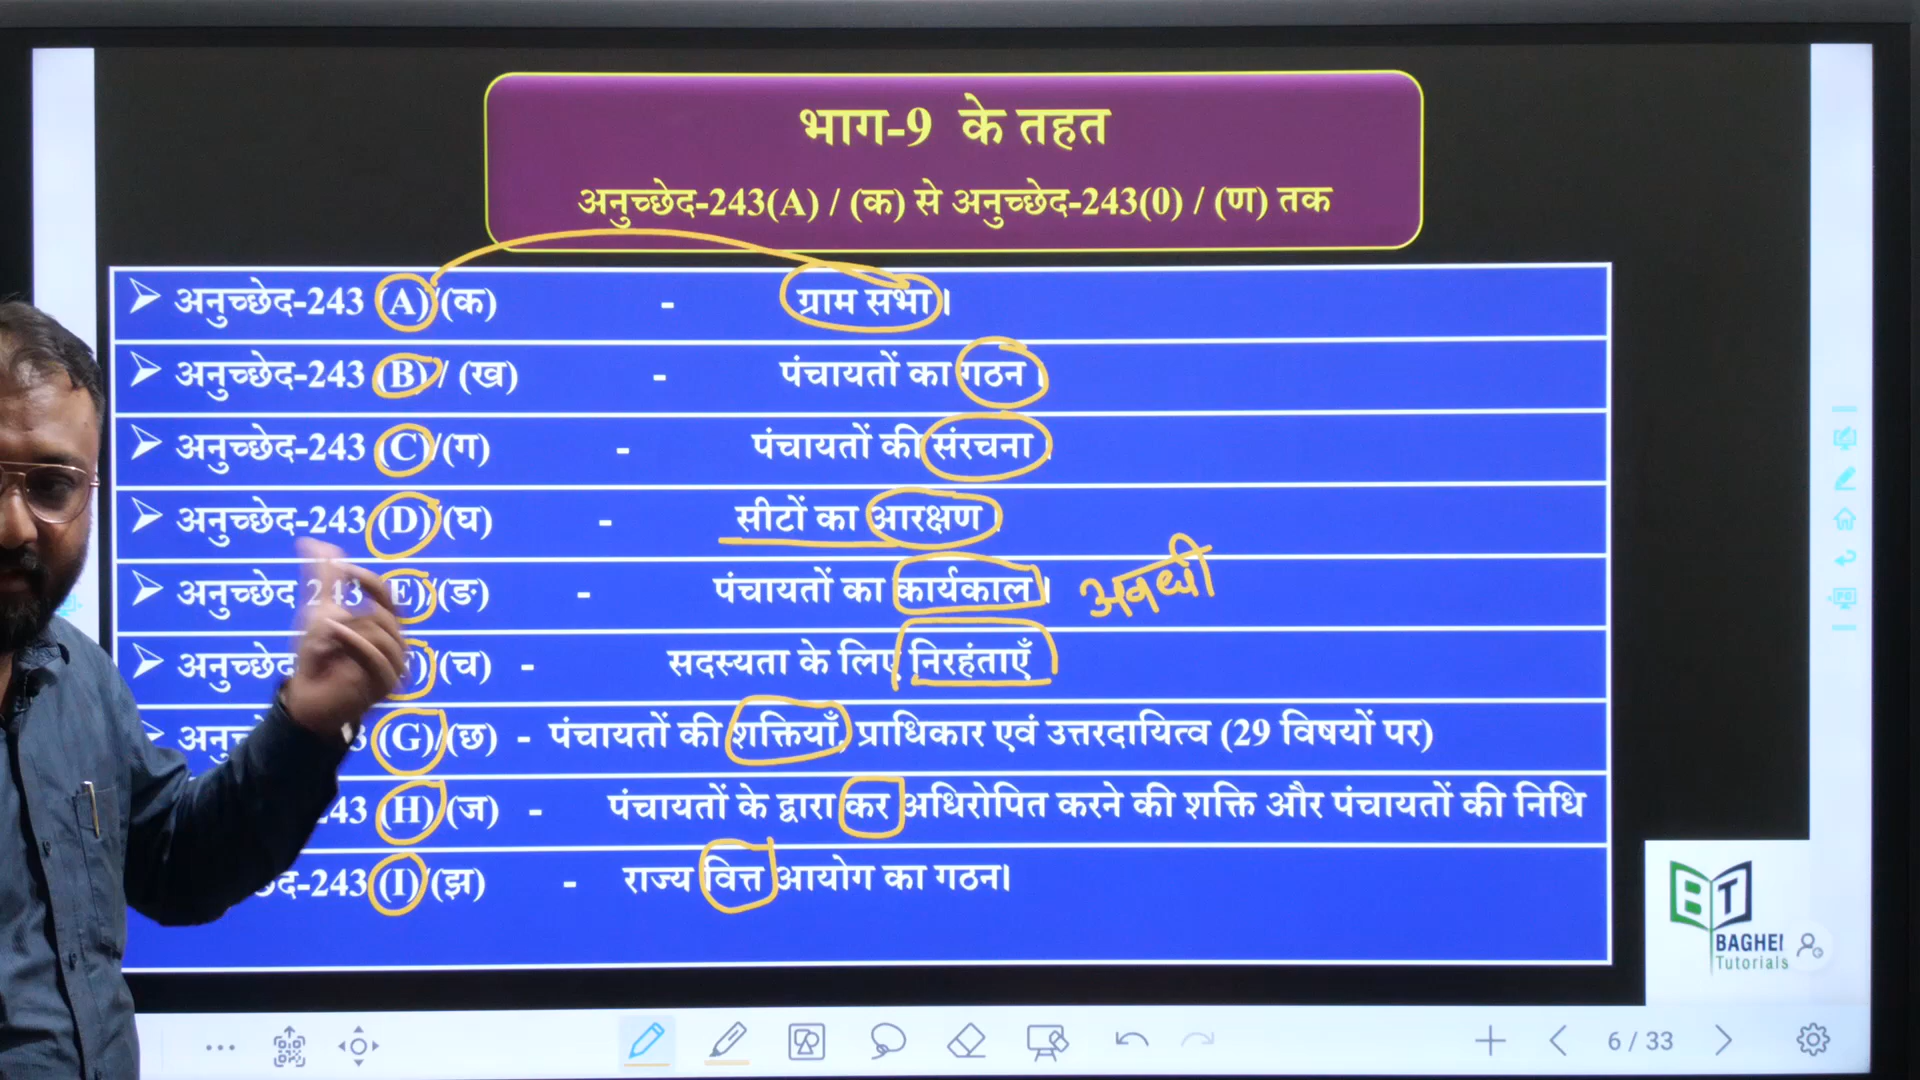 भाग-9 के तहत
अनुच्छेद-243(A) / (क) से अनुच्छेद-243(0) / (ण) तक
➢ अनुच्छेद-243 (A)/(क) - ग्राम सभा।
➢ अनुच्छेद-243 (B) / (ख) - पंचायतों का गठन।
➢ अनुच्छेद-243 (C)/(ग) - पंचायतों की संरचना।
➢ अनुच्छेद-243 (D)/(घ) - सीटों का आरक्षण।
➢ अनुच्छेद 243 (E)/(ङ) - पंचायतों का कार्यकाल। अवधी
➢ (च) - सदस्यता के लिए निरहंताएँ
3 (G)/(छ) - पंचायतों की शक्तियाँ, प्राधिकार एवं उत्तरदायित्व (29 विषयों पर)
43 (H)/(ज) - पंचायतों के द्वारा कर अधिरोपित करने की शक्ति और पंचायतों की निधि
द-243 (I)/(झ) - राज्य वित्त आयोग का गठन।
BT
BAGHEL
Tutorials
6 / 33